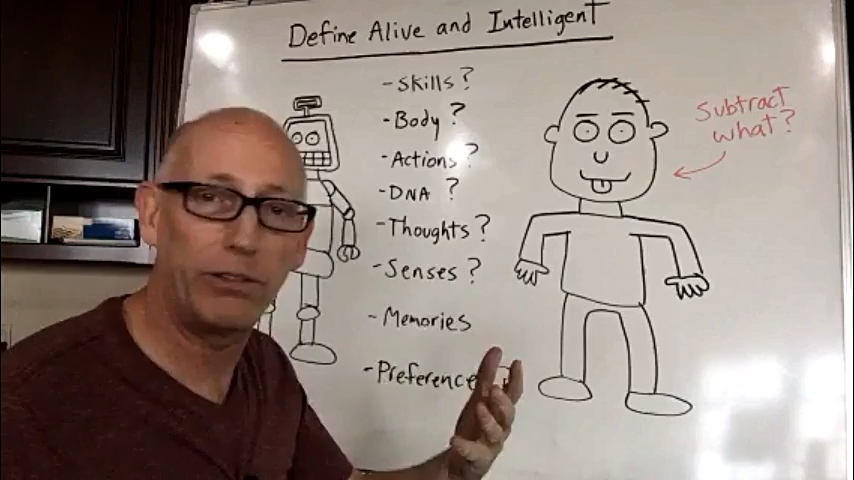 Define Alive and Intelligent
- Skills?
- Body?
- Actions?
- DNA?
- Thoughts?
- Senses?
- Memories
- Preference
Subtract
what?